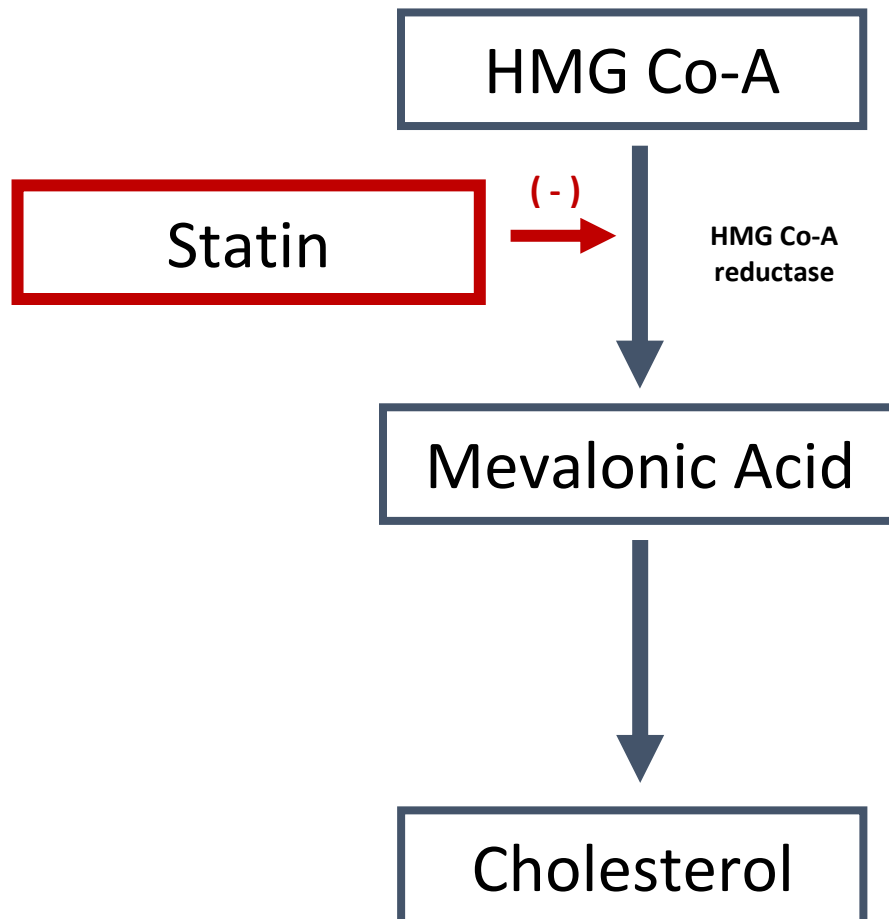 HMG Co-A
( - )
Statin
HMG Co-A
reductase
Mevalonic Acid
Cholesterol